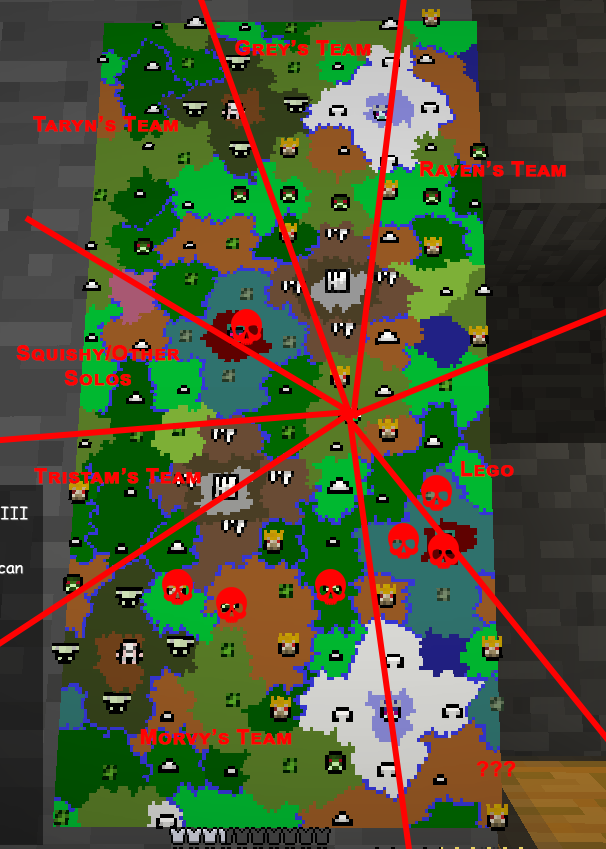 Grey's Team
Taryn's Team
Raven's Team
Squishy/Other
Solos
Lego
Tristam's Team
III
can
Morvy's Team
???